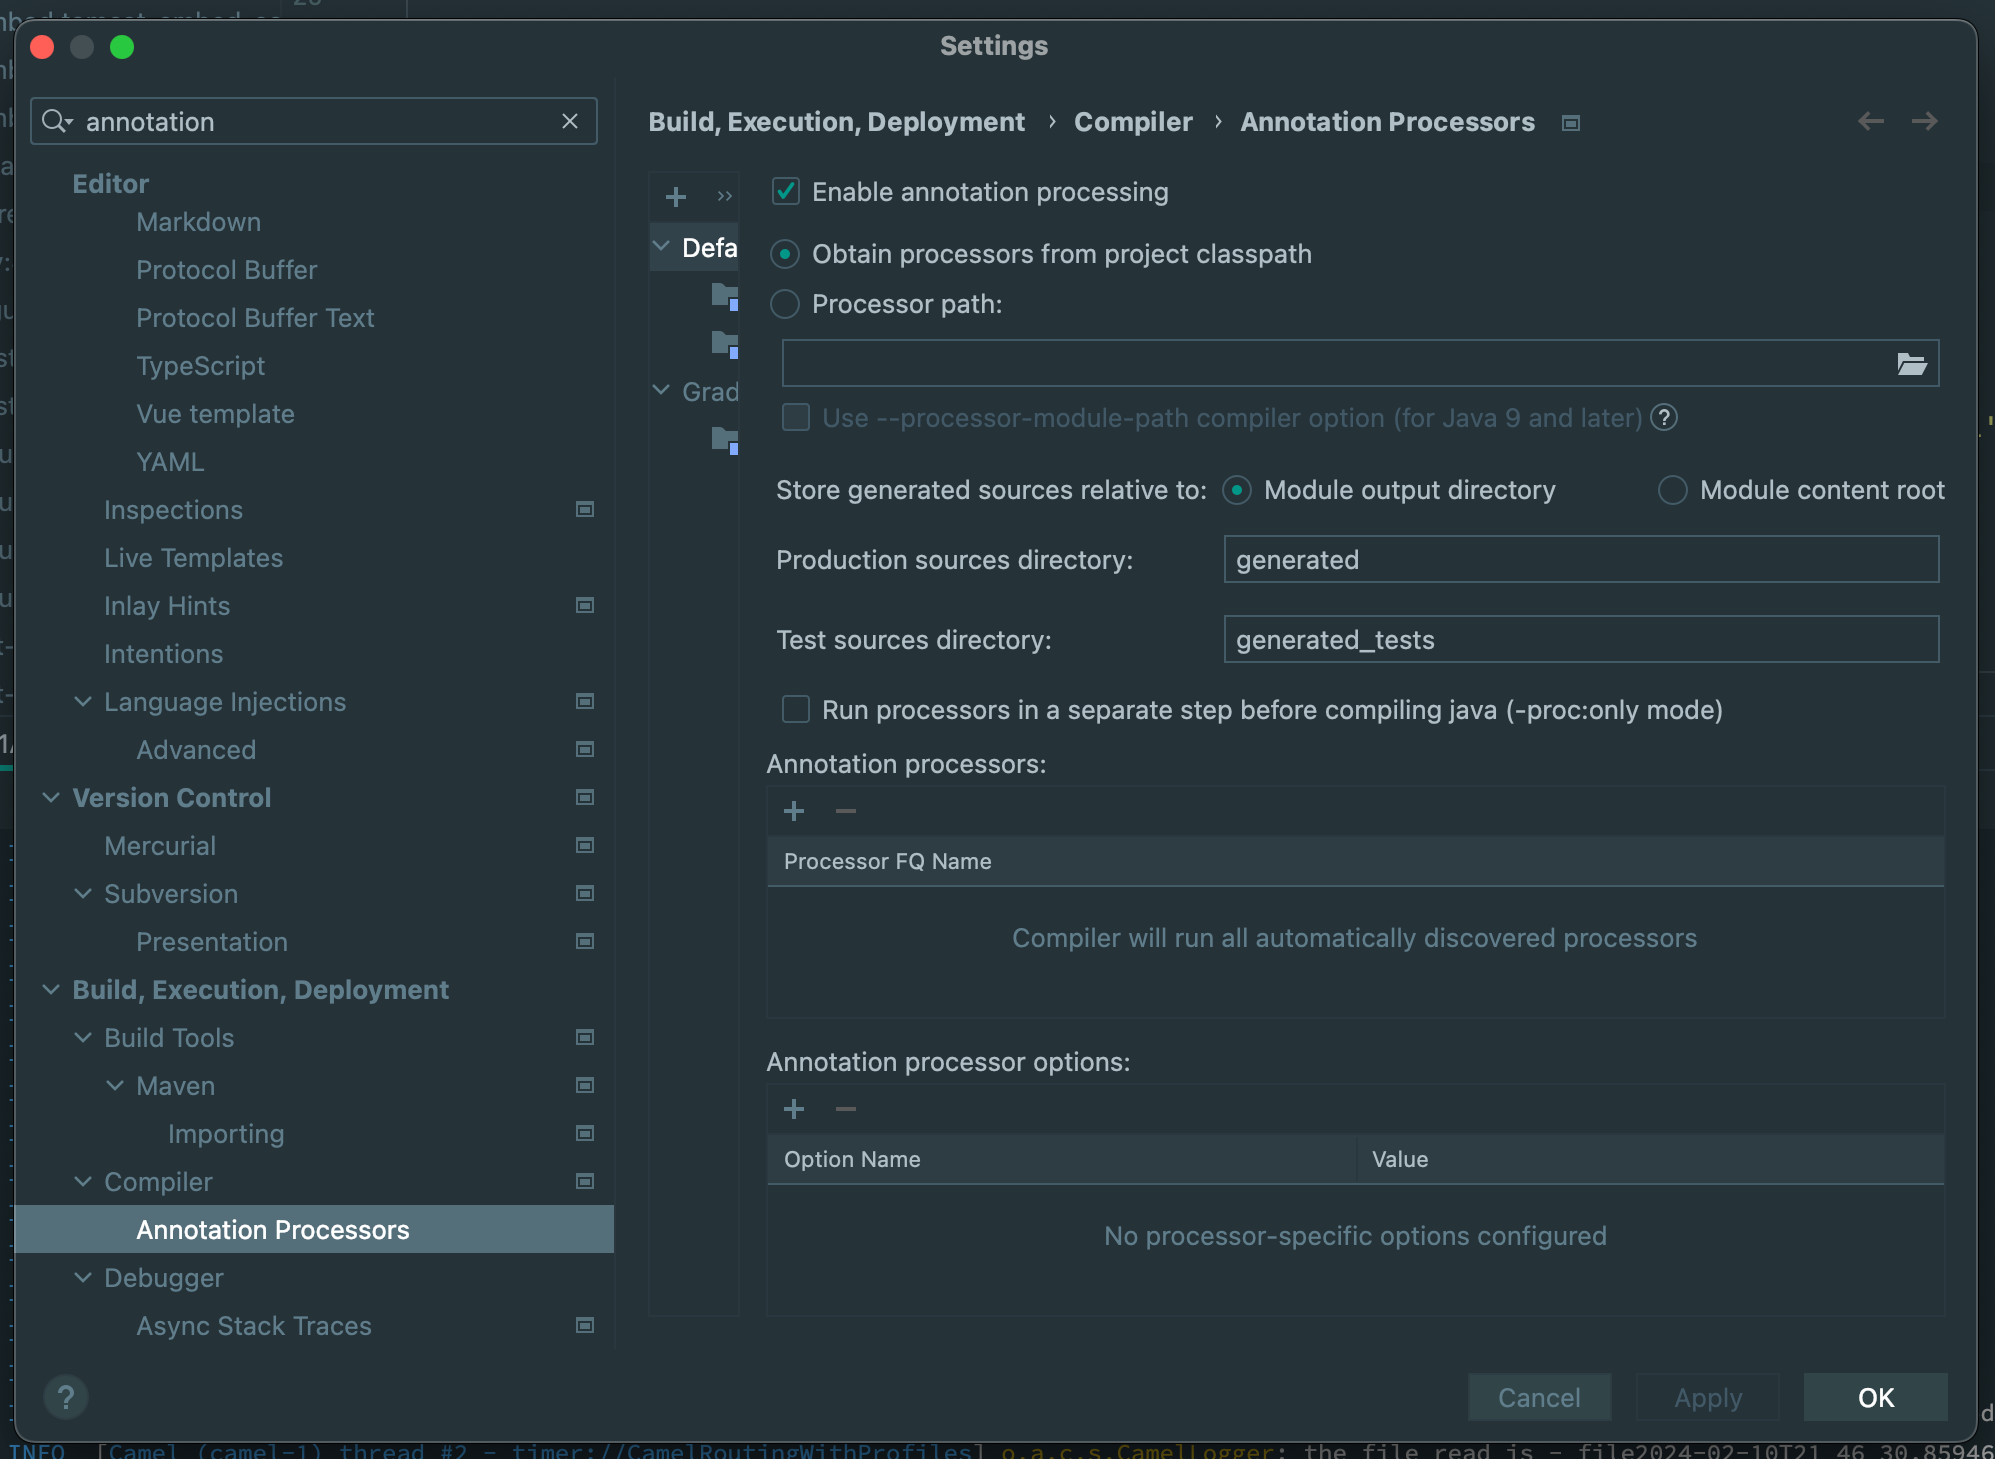 Settings
annotation
Editor
Markdown
Protocol Buffer
Protocol Buffer Text
TypeScript
Vue template
YAML
Inspections
Live Templates
Inlay Hints
Intentions
Language Injections
Advanced
Version Control
Mercurial
Subversion
Presentation
Build, Execution, Deployment
Build Tools
Maven
Importing
Compiler
Annotation Processors
Debugger
Async Stack Traces
Build, Execution, Deployment › Compiler › Annotation Processors
Defa
Grad
Enable annotation processing
Obtain processors from project classpath
Processor path:
Use --processor-module-path compiler option (for Java 9 and later) ?
Store generated sources relative to: Module output directory Module content root
Production sources directory: generated
Test sources directory: generated_tests
Run processors in a separate step before compiling java (-proc:only mode)
Annotation processors:
Processor FQ Name
Compiler will run all automatically discovered processors
Annotation processor options:
Option Name Value
No processor-specific options configured
? Cancel Apply OK
INFO [Camel (camel-1) thread #2 - timer://CamelRoutingWithProfiles] o.a.c.s.CamelLogger: the file read is - file2024-02-10T21 46 30.85946